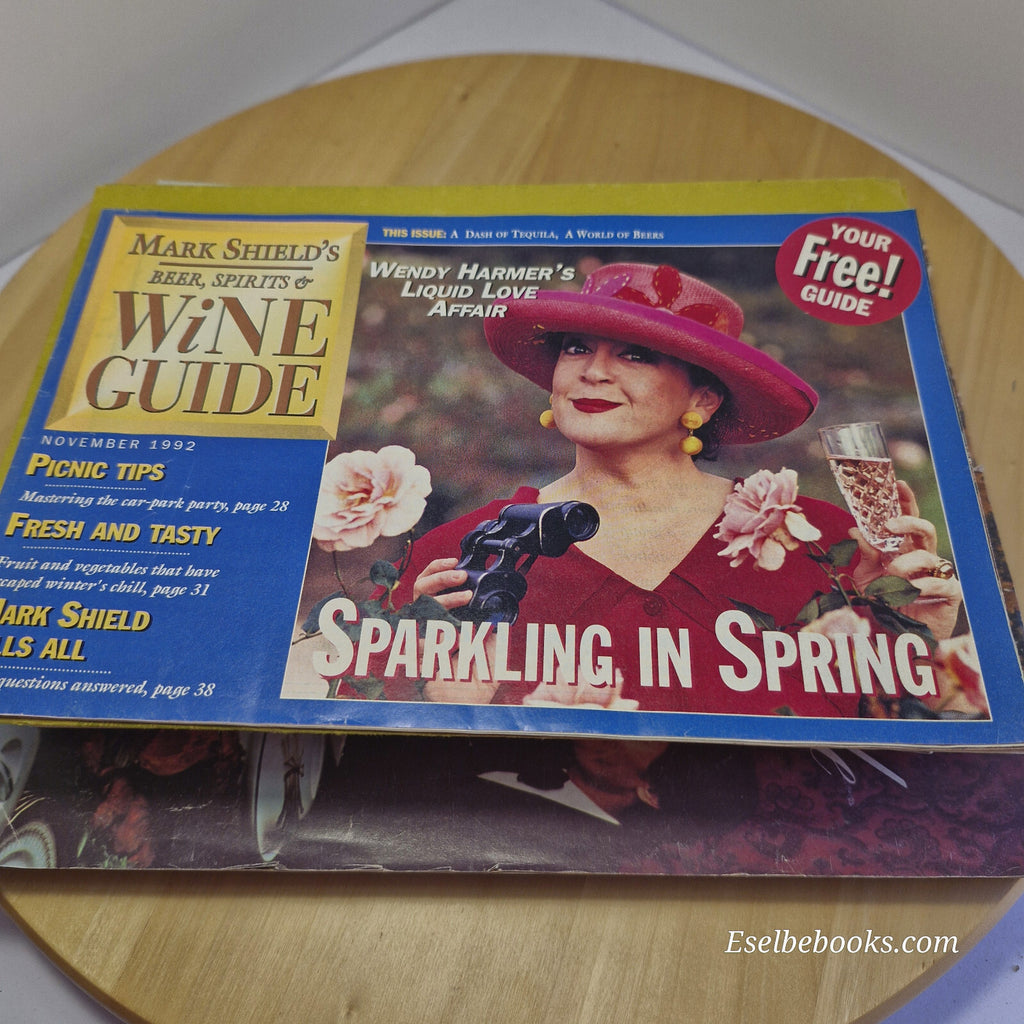 MARK SHIELD'S
BEER, SPIRITS &
WiNE
GUIDE
NOVEMBER 1992
THIS ISSUE: A DASH OF TEQUILA, A WORLD OF BEERS
WENDY HARMER'S
LIQUID LOVE
AFFAIR
YOUR
Free!
GUIDE
PICNIC TIPS
Mastering the car-park party, page 28
FRESH AND TASTY
Fruit and vegetables that have
caped winter's chill, page 31
MARK SHIELD
LLS ALL
questions answered, page 38
SPARKLING IN SPRING
Eselbebooks.com